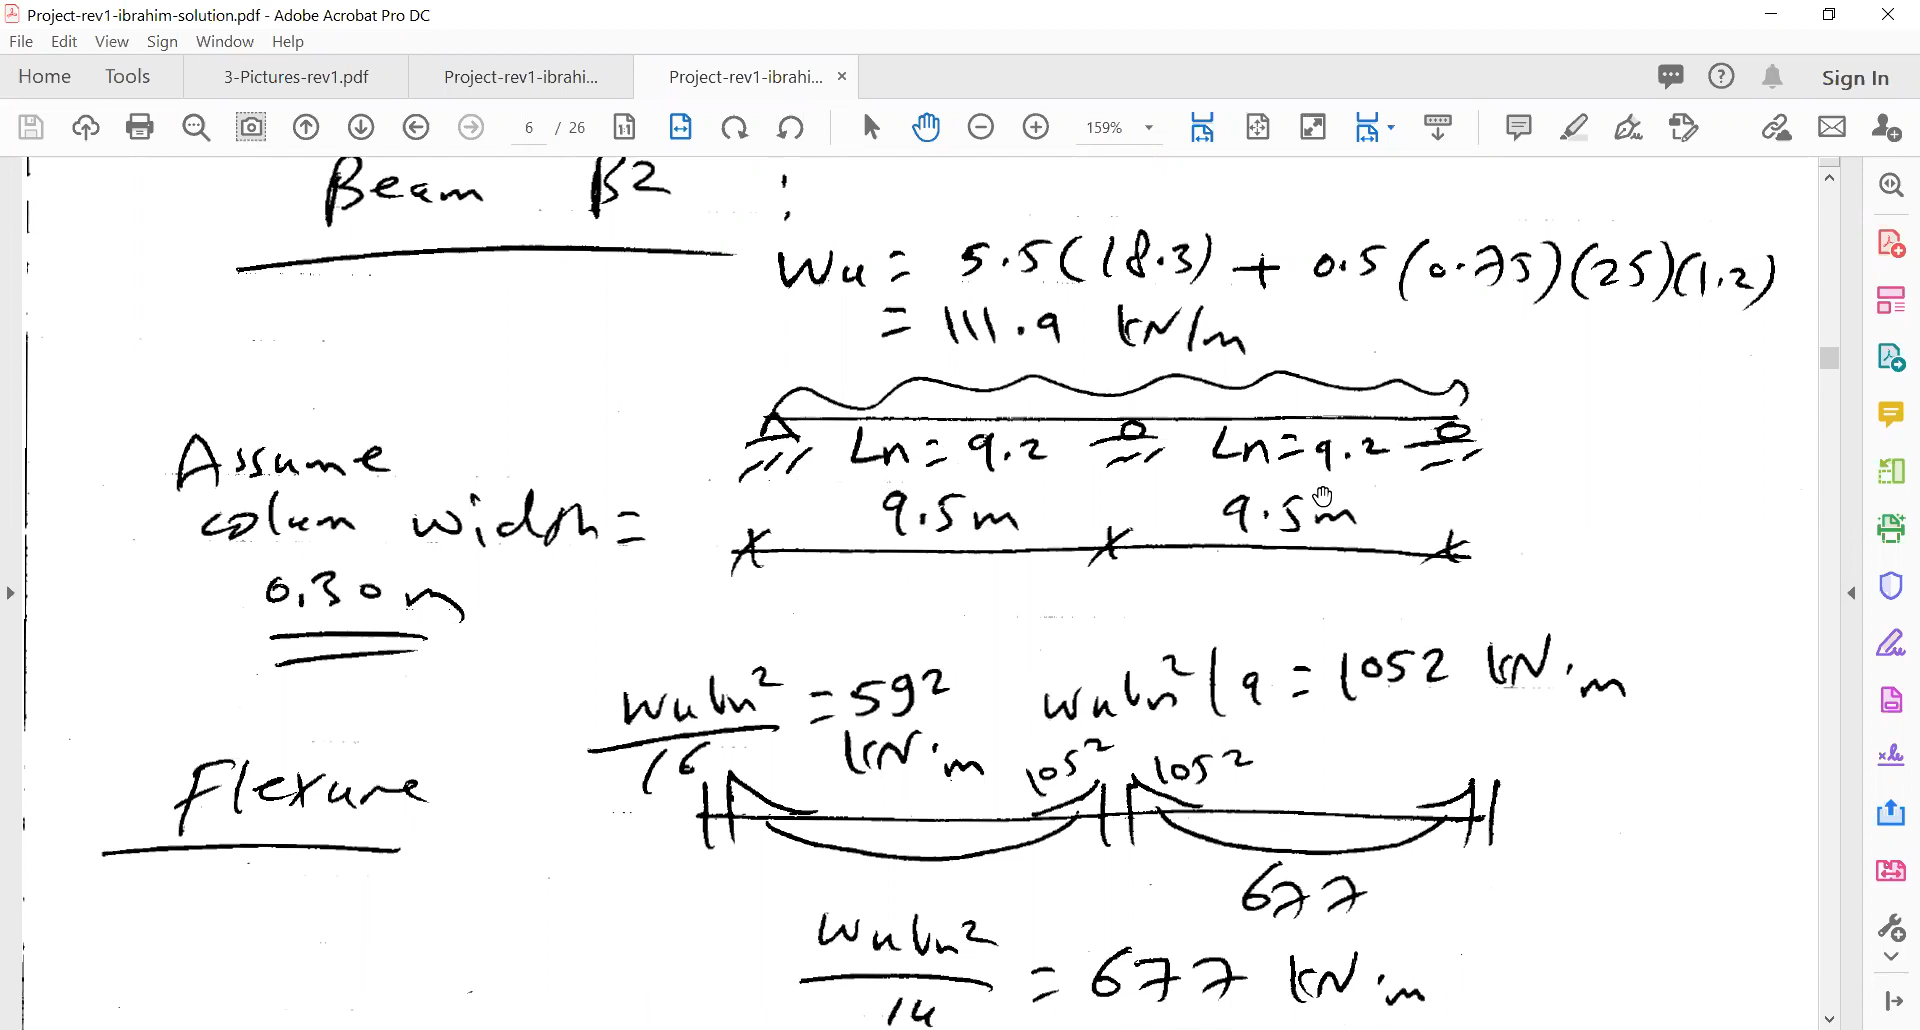 Project-rev1-ibrahim-solution.pdf - Adobe Acrobat Pro DC
File Edit View Sign Window Help
Home Tools 3-Pictures-rev1.pdf Project-rev1-ibrahi... Project-rev1-ibrahi... × Sign In
6 / 26 159%
Beam B2 :
Wu = 5.5(18.3) + 0.5(0.75)(25)(1.2)
= 111.9 kN/m
Ln = 9.2 Ln = 9.2
9.5m 9.5m
Assume
colum width =
0.30 m
WuLn² / 16 = 592 kN.m
WuLn² / 9 = 1052 kN.m
1052 1052
Flexure
677
WuLn² / 14 = 677 kN.m